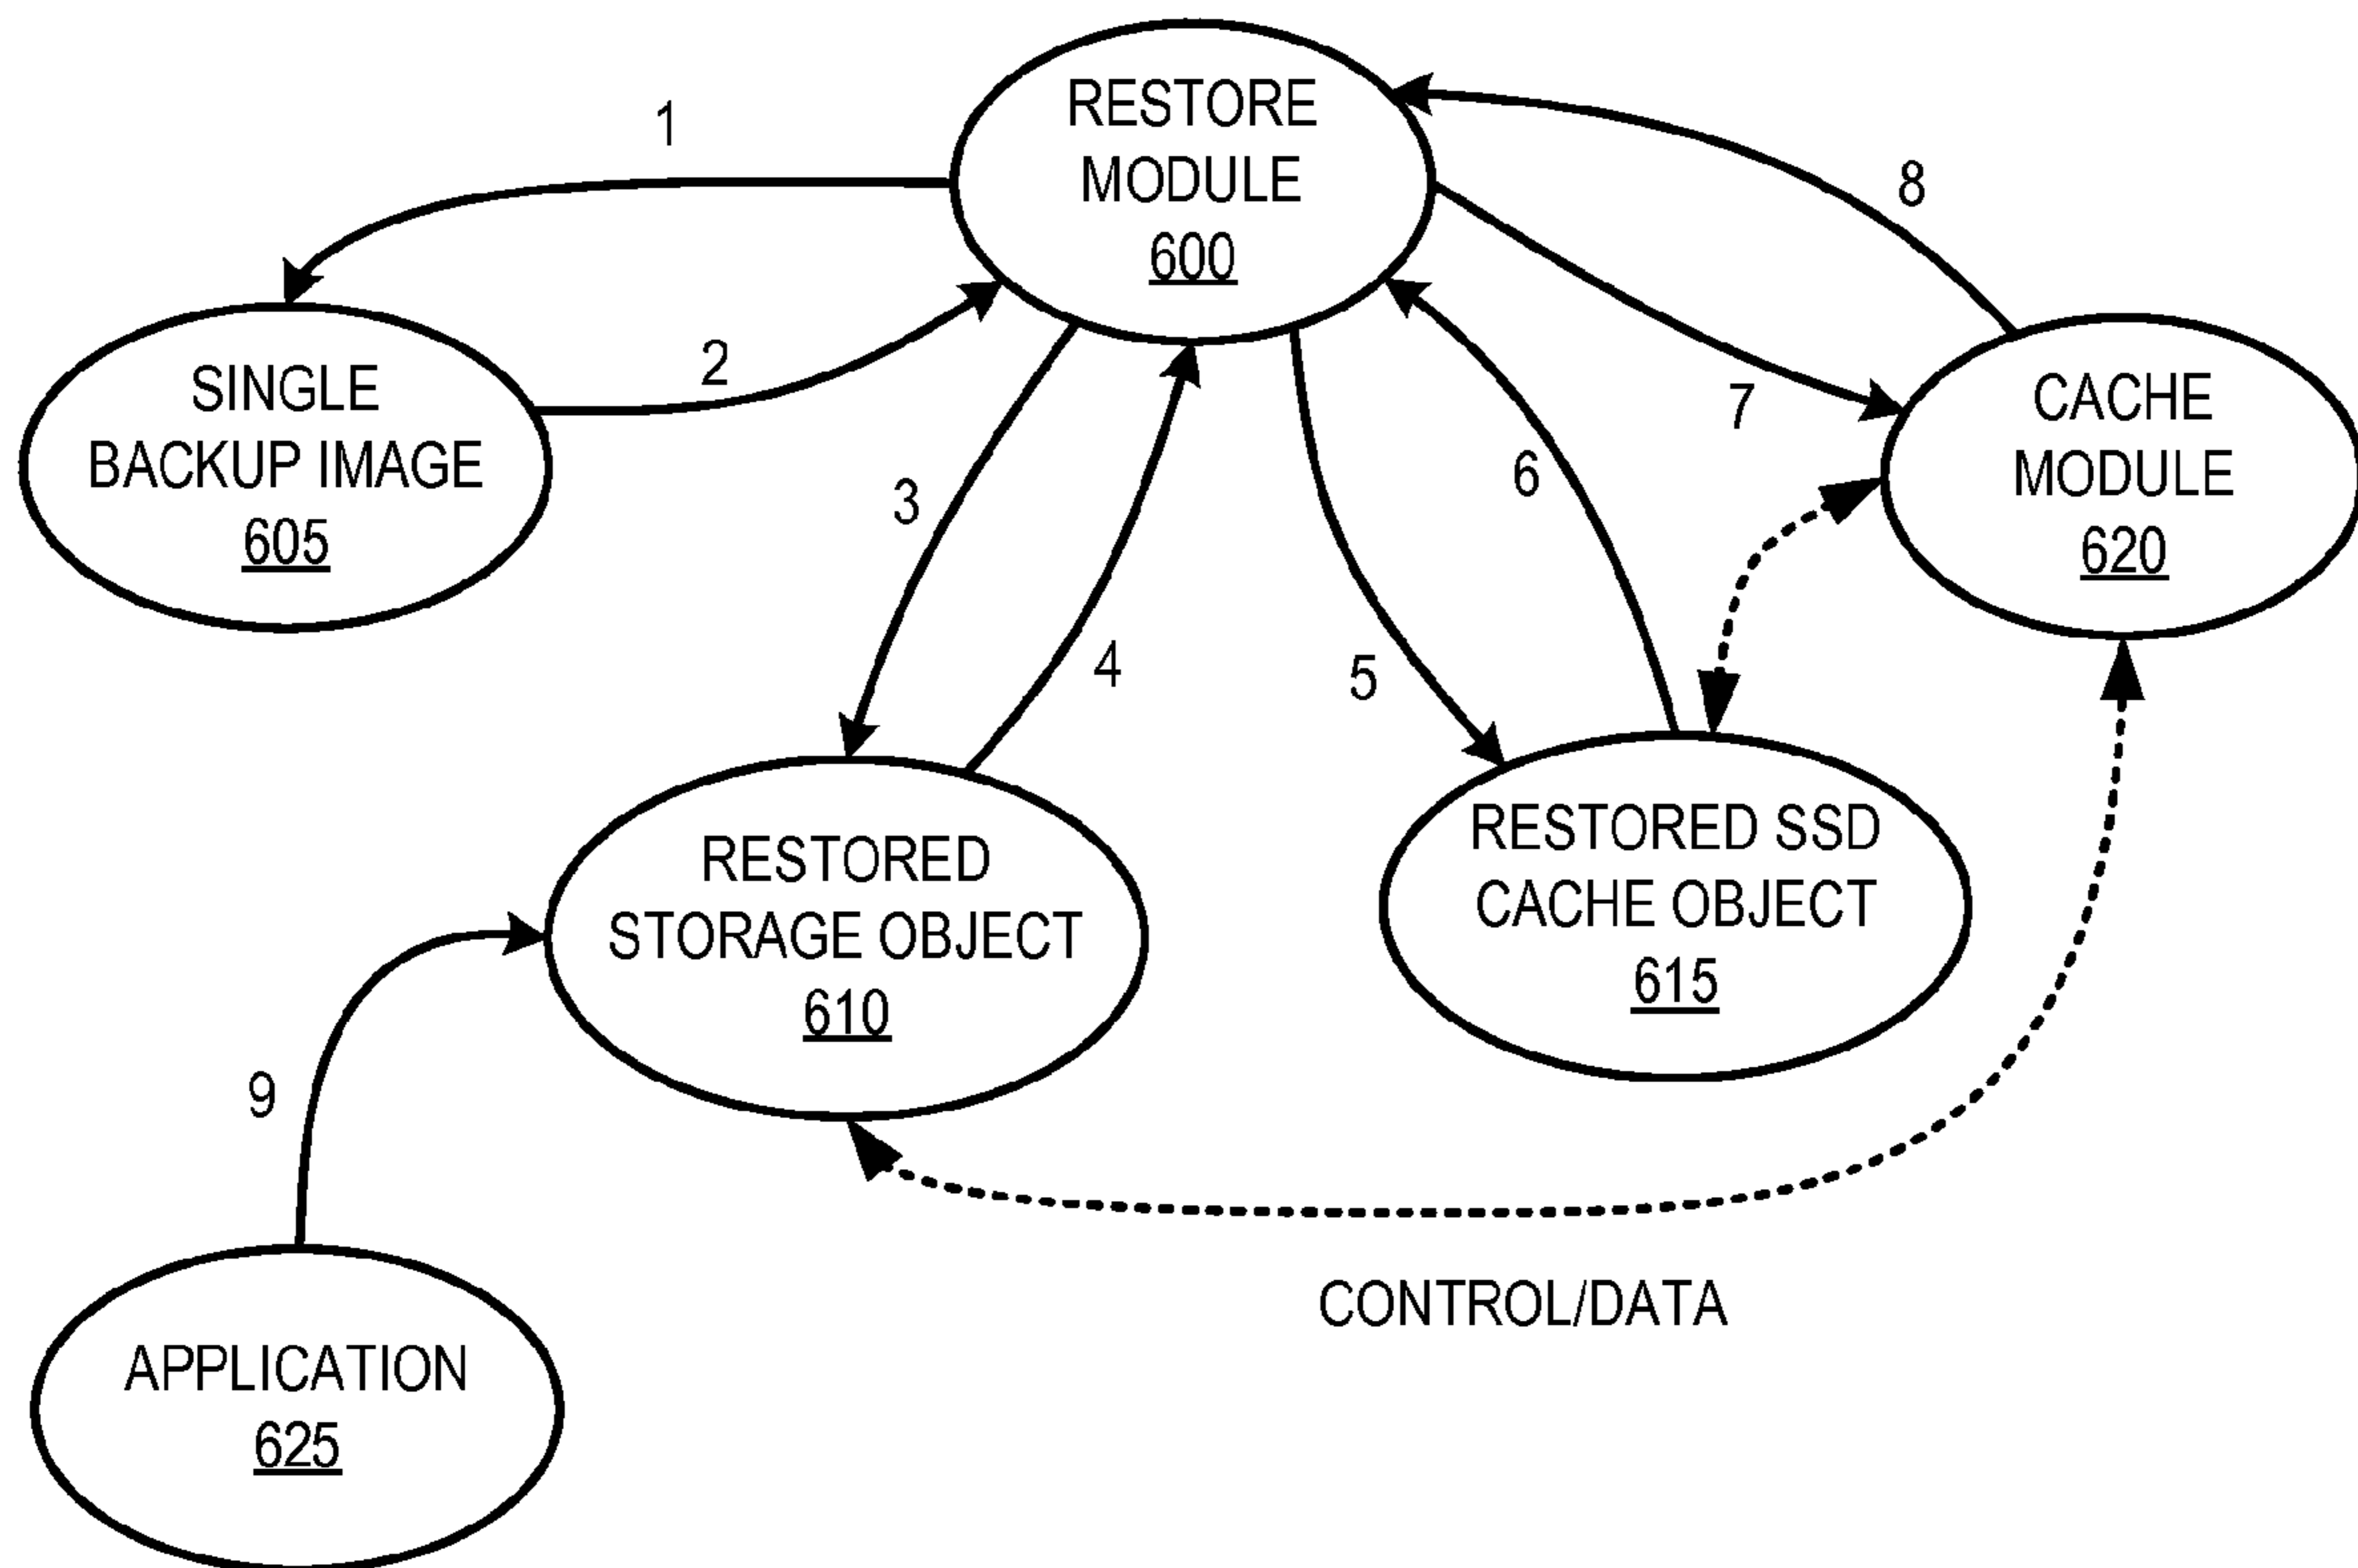 RESTORE
MODULE
600
1
8
2
SINGLE
BACKUP IMAGE
605
3
4
5
6
7
CACHE
MODULE
620
RESTORED
STORAGE OBJECT
610
RESTORED SSD
CACHE OBJECT
615
9
CONTROL/DATA
APPLICATION
625